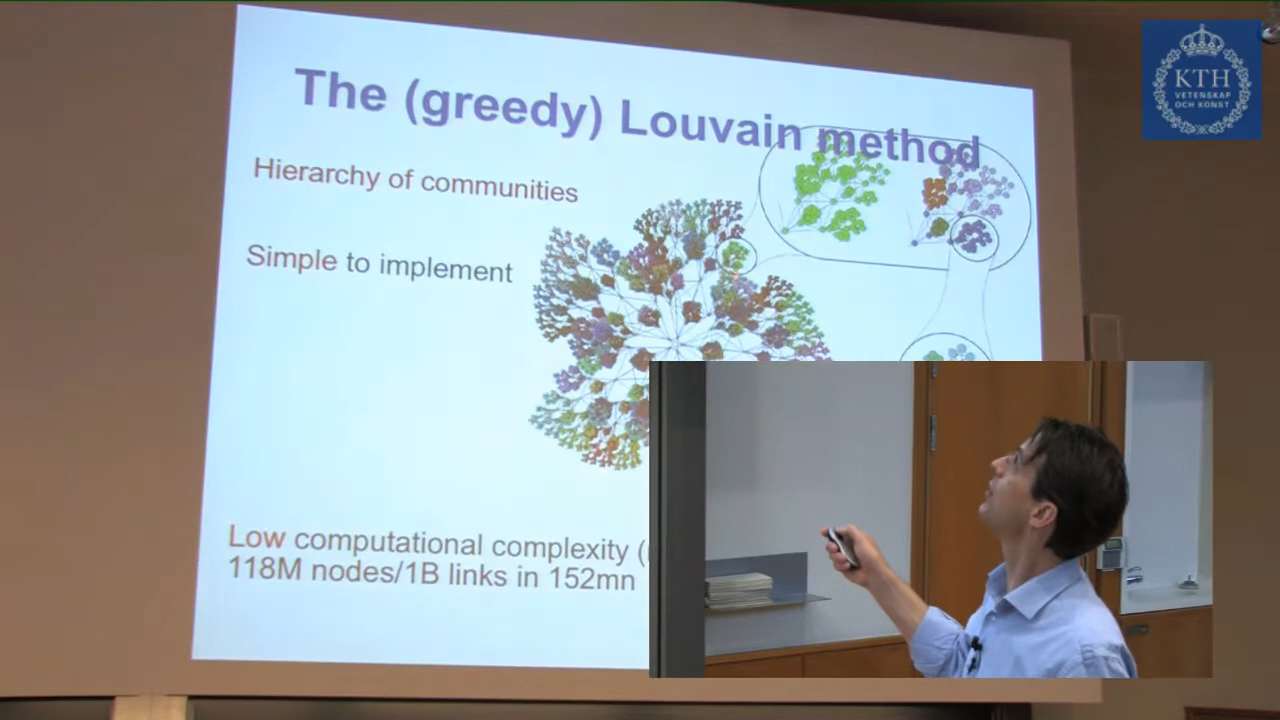 The (greedy) Louvain method
Hierarchy of communities
Simple to implement
Low computational complexity (
118M nodes/1B links in 152mn
KTH
VETENSKAP
OCH KONST